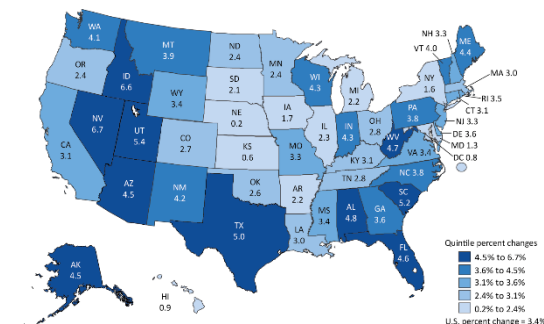 WA
4.1
OR
2.4
CA
3.1
NV
6.7
ID
6.6
MT
3.9
WY
3.4
UT
5.4
AZ
4.5
CO
2.7
NM
4.2
ND
2.4
SD
2.1
NE
0.2
KS
0.6
OK
2.6
TX
5.0
MN
2.4
IA
1.7
MO
3.3
AR
2.2
LA
3.0
WI
4.3
IL
2.3
MS
3.4
MI
2.2
IN
4.3
KY 3.1
TN 2.8
AL
4.8
OH
2.8
WV
4.7
GA
3.6
FL
4.6
SC
5.2
NC 3.8
VA 3.4
PA
3.8
NY
1.6
VT 4.0
NH 3.3
ME
4.4
MA 3.0
RI 3.5
CT 3.1
NJ 3.3
DE 3.6
MD 1.3
DC 0.8
AK
4.5
HI
0.9
Quintile percent changes
4.5% to 6.7%
3.6% to 4.5%
3.1% to 3.6%
2.4% to 3.1%
0.2% to 2.4%
U.S. percent change = 3.4%